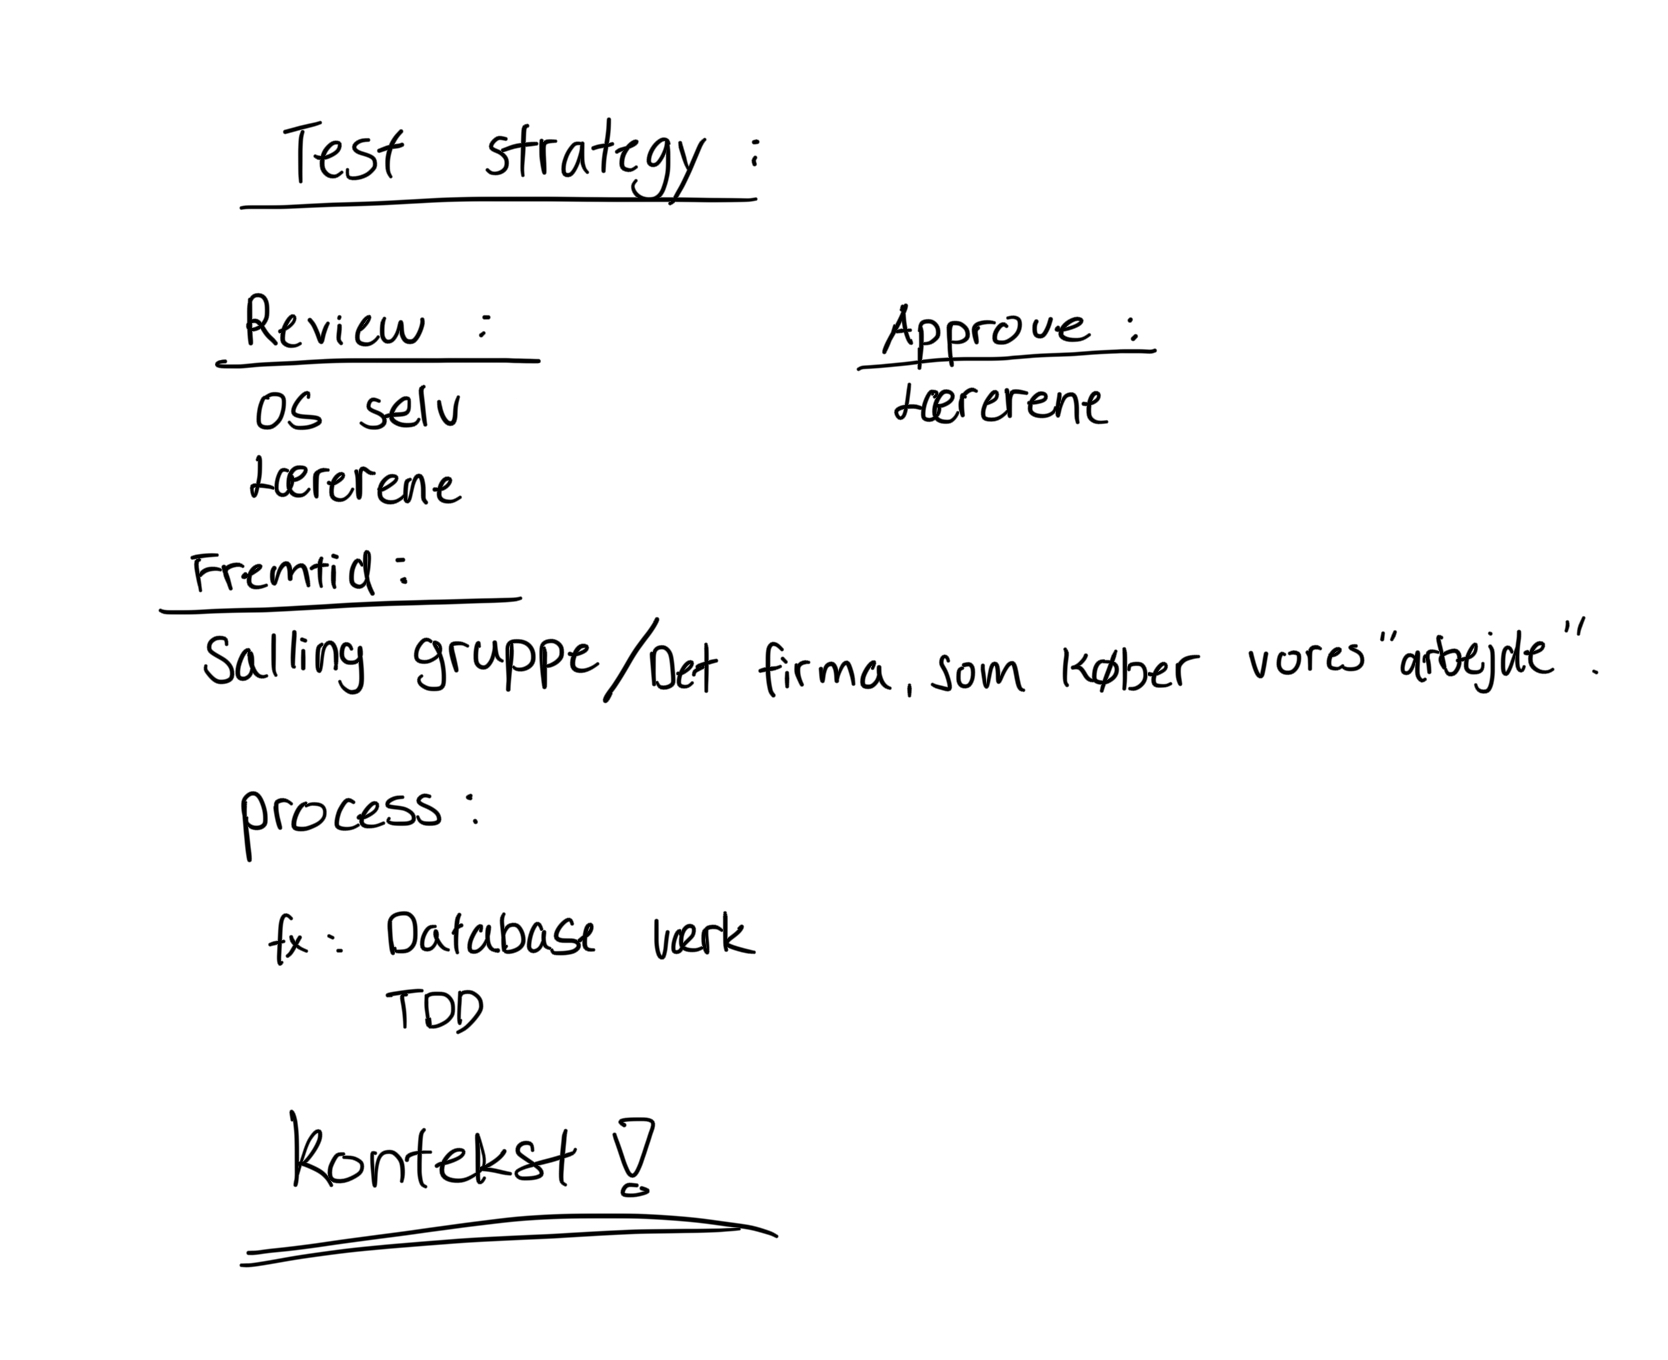 Test strategy :
Review :
Approve :
OS selv
Lærerene
Lærerene
Fremtid :
Salling gruppe/Det firma, som køber vores "arbejde".
process :
fx : Database værk
TDD
Kontekst !